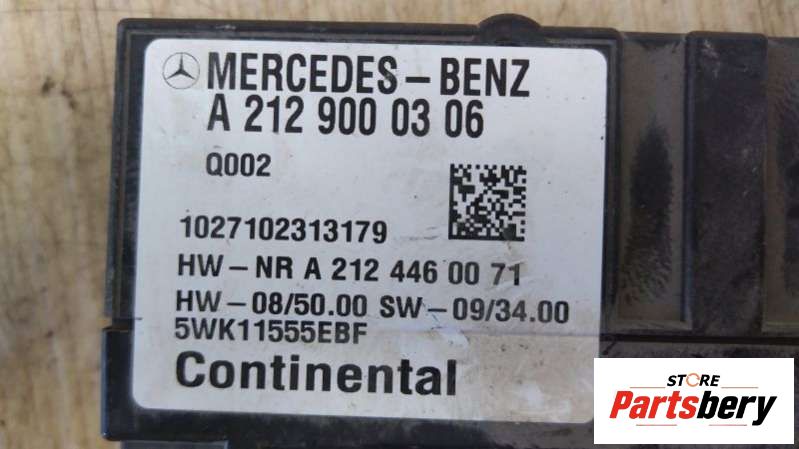 MERCEDES-BENZ
A 212 900 03 06
Q002
1027102313179
HW-NR A 212 446 00 71
HW-08/50.00 SW-09/34.00
5WK11555EBF
Continental
STORE
Partsbery